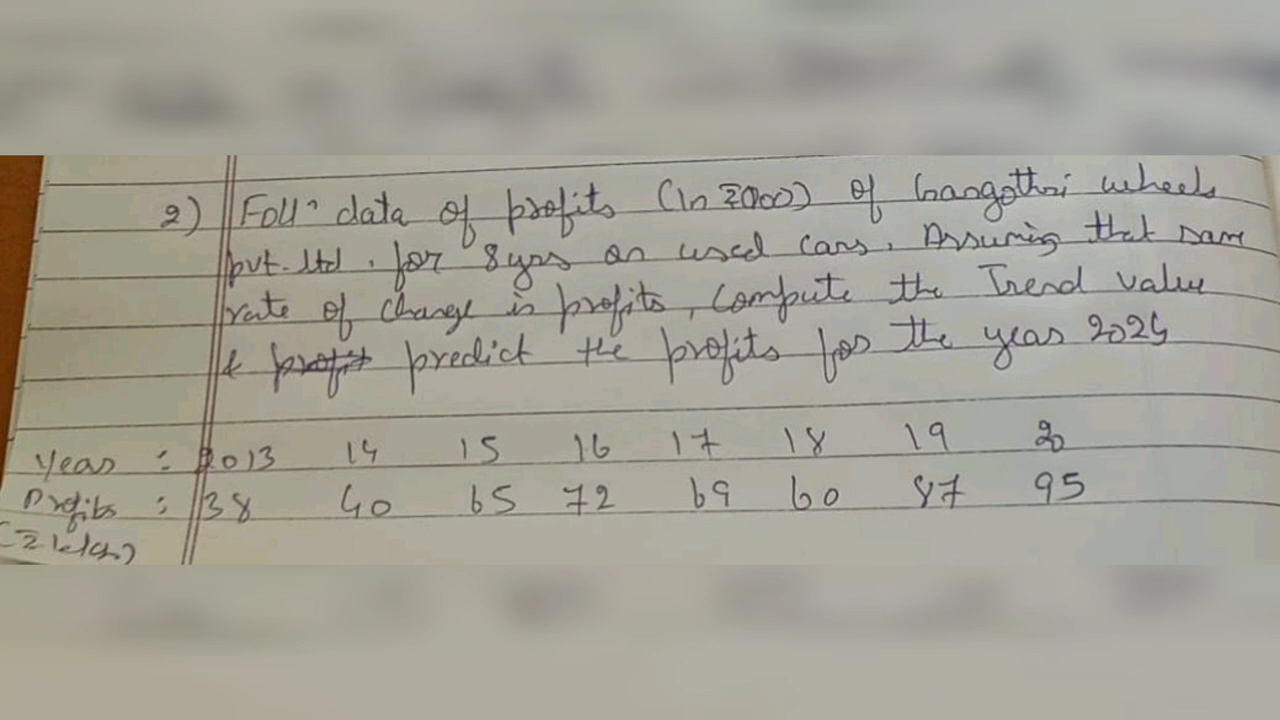 2) Foll⁠ⁿ data of profits (In ₹000) of Gangothri wheels
pvt. ltd. for 8yrs on used cars. Assuming that same
rate of change in profits, compute the Trend value
& profit predict the profits for the year 2024
Year : 2013 14 15 16 17 18 19 20
Profits : 38 40 65 72 69 60 87 95